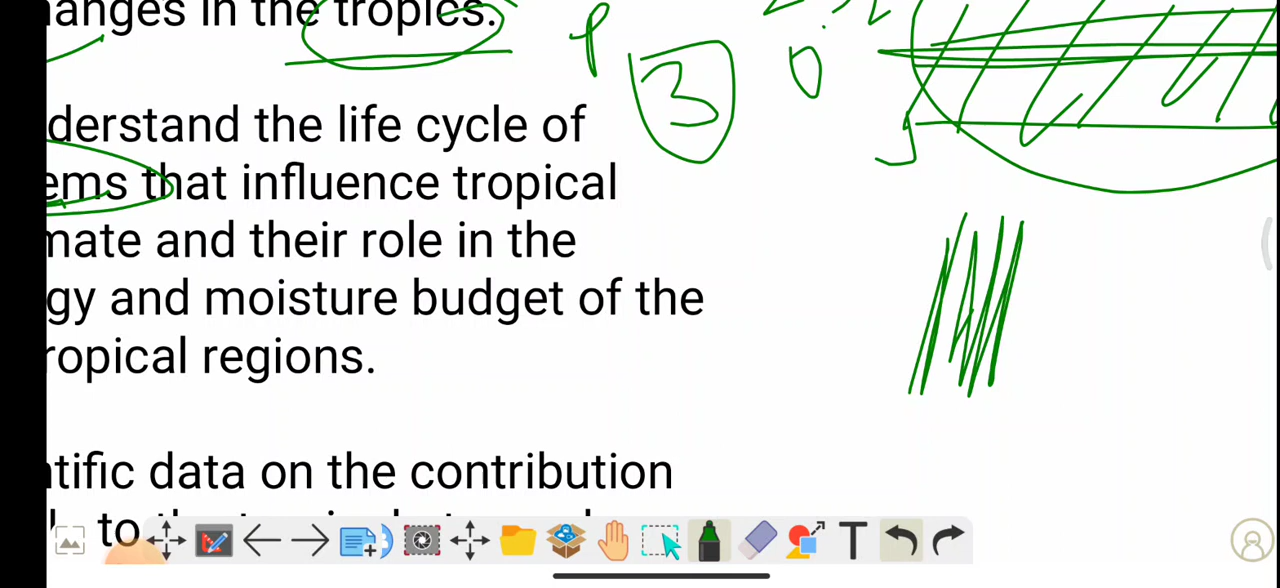 anges in the tropics.
3
derstand the life cycle of
ems that influence tropical
mate and their role in the
gy and moisture budget of the
ropical regions.
ntific data on the contribution
to
T